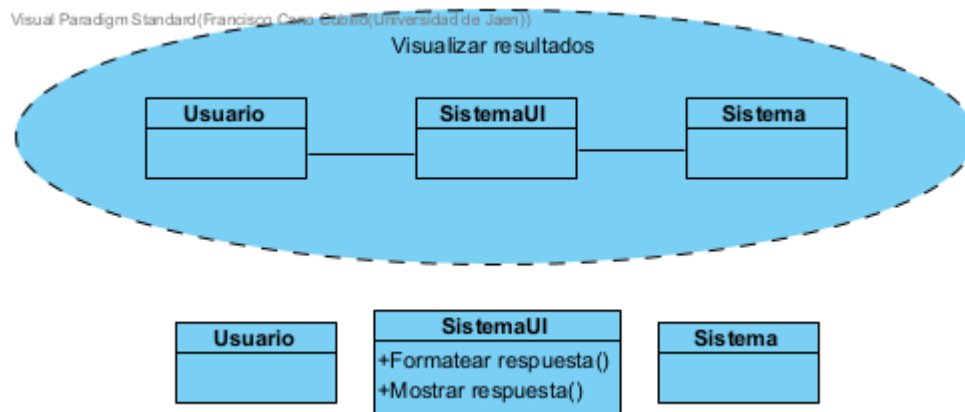 Visual Paradigm Standard(Francisco Cano Cubillo(Universidad de Jaen))
Visualizar resultados
Usuario
SistemaUI
Sistema
Usuario
SistemaUI
Sistema
+Formatear respuesta()
+Mostrar respuesta()